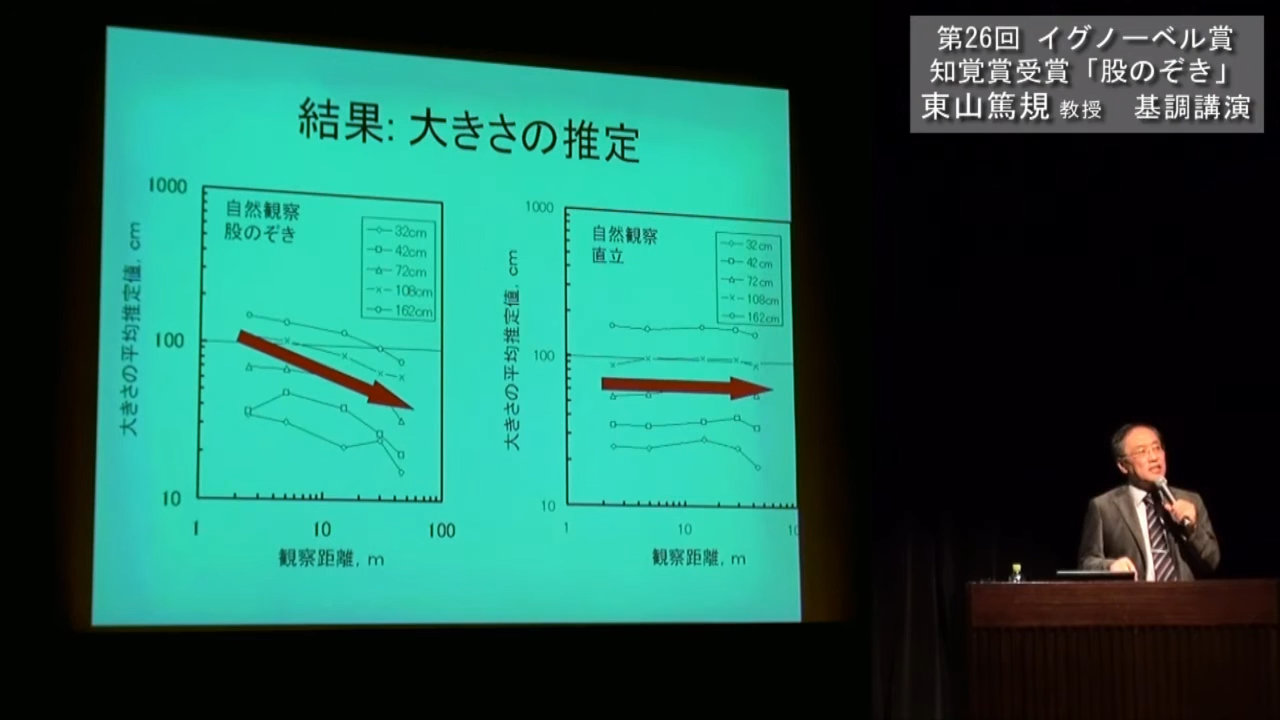 第26回 イグノーベル賞
知覚賞受賞「股のぞき」
東山篤規 教授 基調講演
結果: 大きさの推定
大きさの平均推定値, cm
1000
100
10
自然観察
股のぞき
32cm
42cm
72cm
108cm
162cm
1 10 100
観察距離, m
大きさの平均推定値, cm
1000
100
10
自然観察
直立
32cm
42cm
72cm
108cm
162cm
1 10 10
観察距離, m